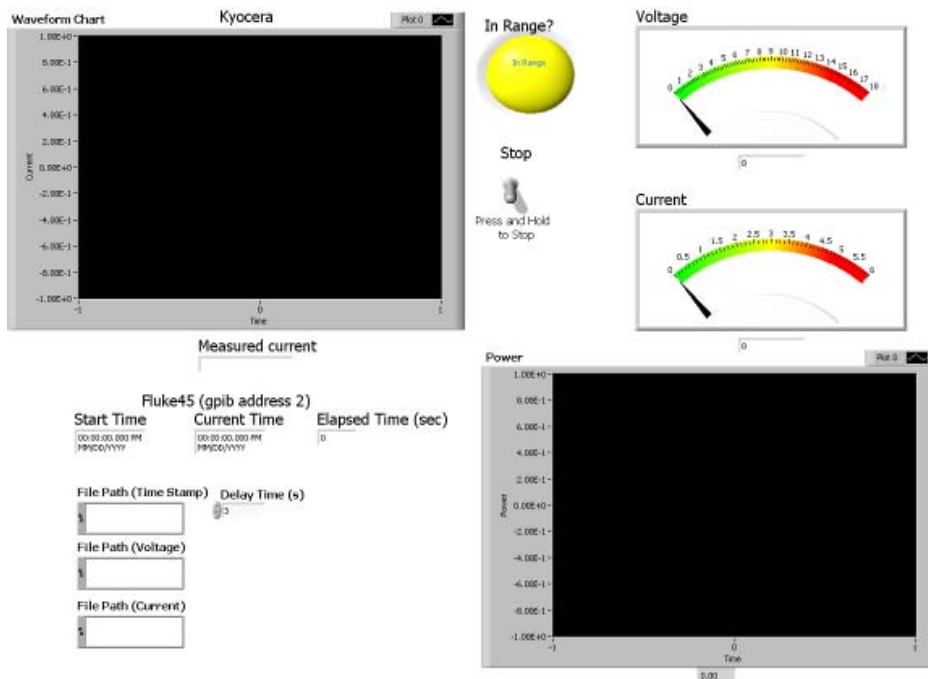 Waveform Chart
Kyocera
Plot 0
1.00E+0
8.00E-1
6.00E-1
4.00E-1
2.00E-1
0.00E+0
-2.00E-1
-4.00E-1
-6.00E-1
-8.00E-1
-1.00E+0
Current
-1 0 1
Time
In Range?
In Range
Stop
Press and Hold
to Stop
Voltage
0 1 2 3 4 5 6 7 8 9 10 11 12 13 14 15 16 17 18
0
Current
0 0.5 1 1.5 2 2.5 3 3.5 4 4.5 5 5.5 6
0
Measured current
Fluke45 (gpib address 2)
Start Time
00:00:00.000 PM
MM/DD/YYYY
Current Time
00:00:00.000 PM
MM/DD/YYYY
Elapsed Time (sec)
0
File Path (Time Stamp)
Delay Time (s)
3
File Path (Voltage)
File Path (Current)
Power
Plot 0
1.00E+0
8.00E-1
6.00E-1
4.00E-1
2.00E-1
0.00E+0
-2.00E-1
-4.00E-1
-6.00E-1
-8.00E-1
-1.00E+0
Power
-1 0 1
Time
0.00